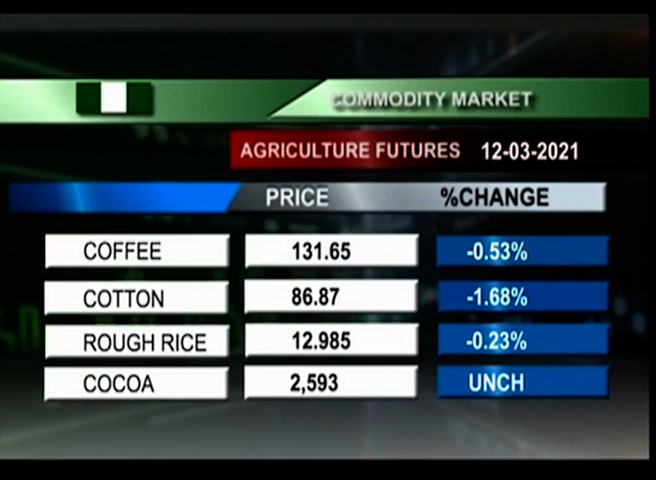 COMMODITY MARKET
AGRICULTURE FUTURES 12-03-2021
PRICE %CHANGE
COFFEE 131.65 -0.53%
COTTON 86.87 -1.68%
ROUGH RICE 12.985 -0.23%
COCOA 2,593 UNCH